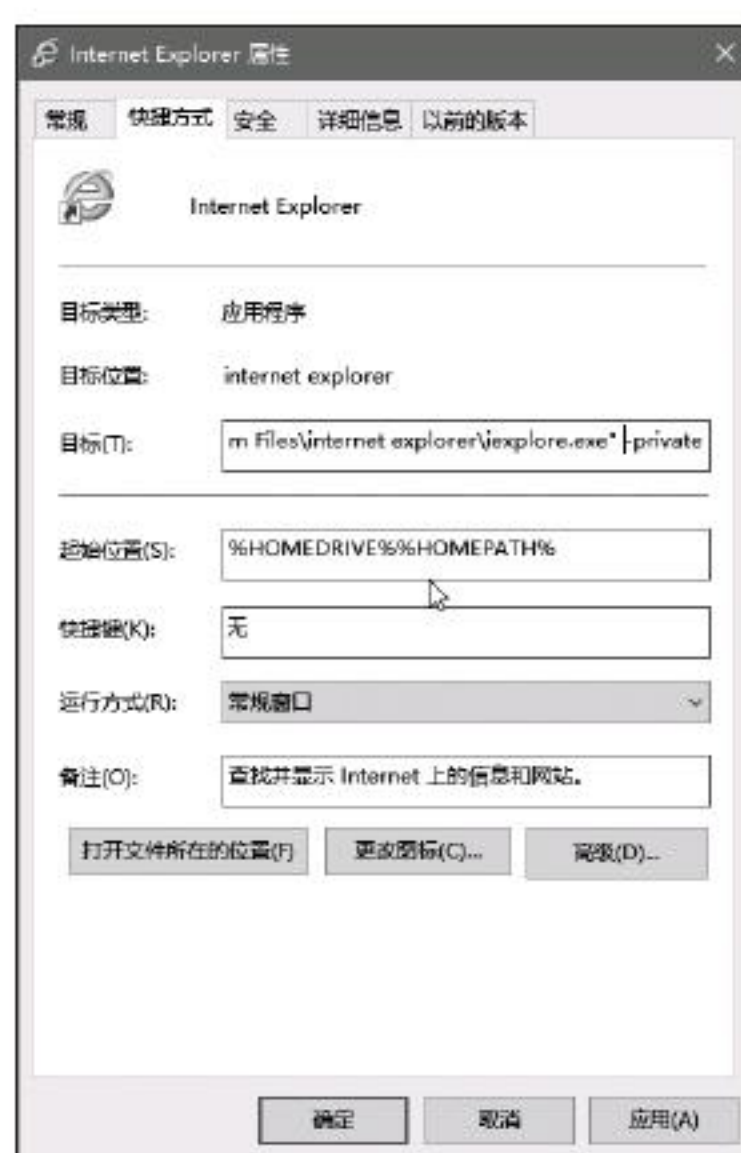 Internet Explorer 属性
常规 快捷方式 安全 详细信息 以前的版本
Internet Explorer
目标类型: 应用程序
目标位置: internet explorer
目标(T): m Files\internet explorer\iexplore.exe" -private
起始位置(S): %HOMEDRIVE%%HOMEPATH%
快捷键(K): 无
运行方式(R): 常规窗口
备注(O): 查找并显示 Internet 上的信息和网站。
打开文件所在的位置(F) 更改图标(C)... 高级(D)...
确定 取消 应用(A)